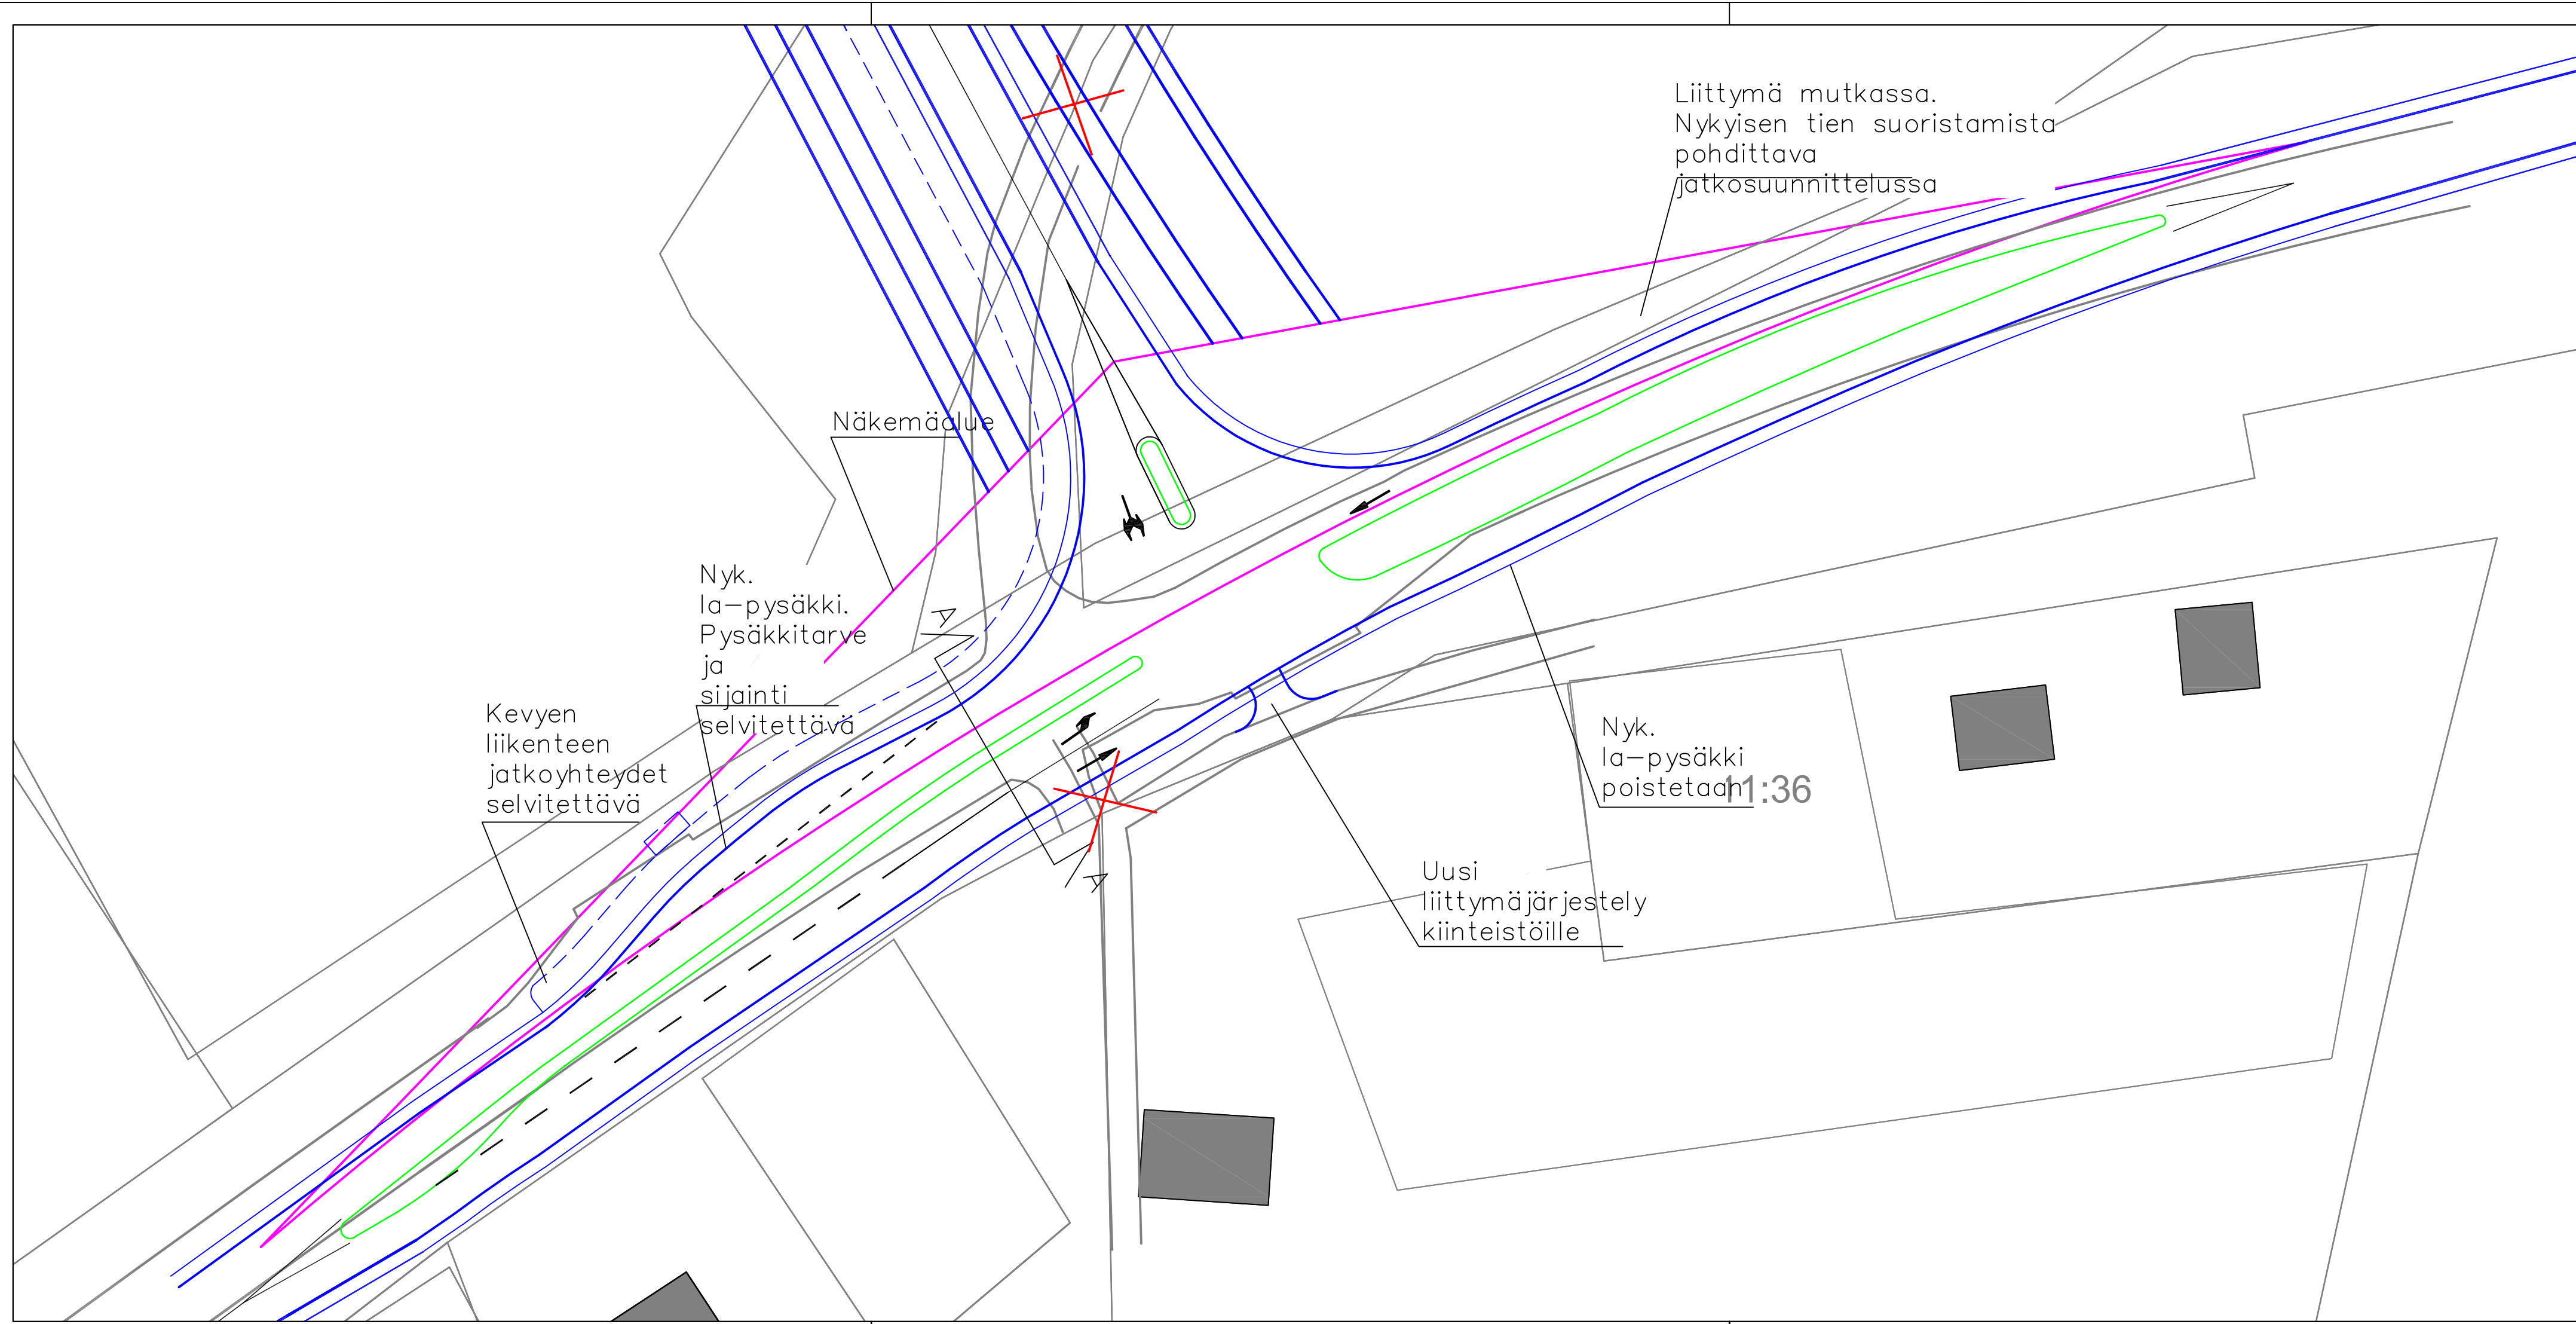 Liittymä mutkassa.
Nykyisen tien suoristamista
pohdittava
jatkosuunnittelussa
Näkemäalue
Nyk.
la-pysäkki.
Pysäkkitarve
ja
sijainti
selvitettävä
A
Kevyen
liikenteen
jatkoyhteydet
selvitettävä
A
Nyk.
la-pysäkki
poistetaan
11:36
Uusi
liittymäjärjestely
kiinteistöille